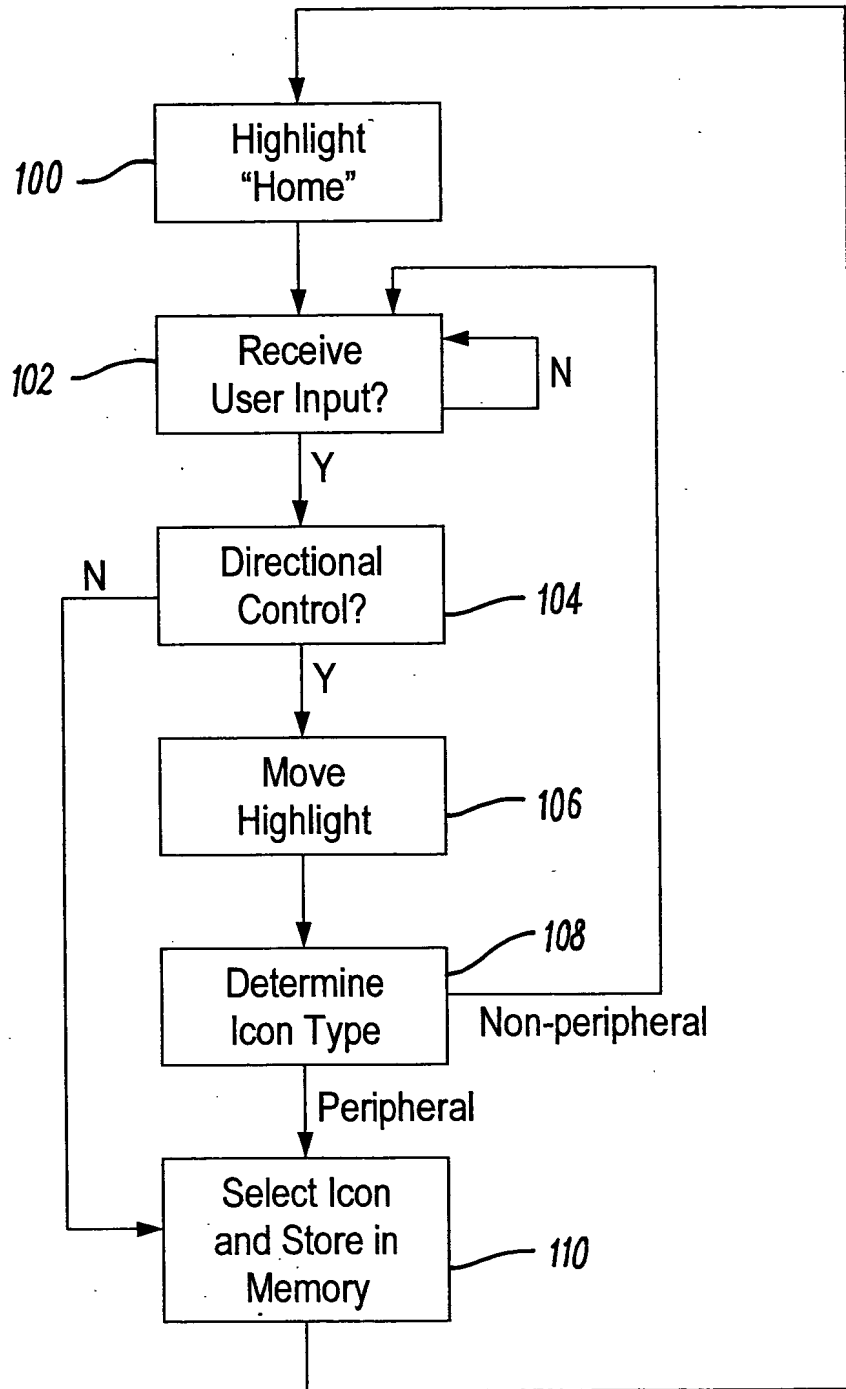 Highlight
“Home”
100
Receive
User Input?
102
N
Y
Directional
Control?
N
104
Y
Move
Highlight
106
108
Determine
Icon Type
Non-peripheral
Peripheral
Select Icon
and Store in
Memory
110